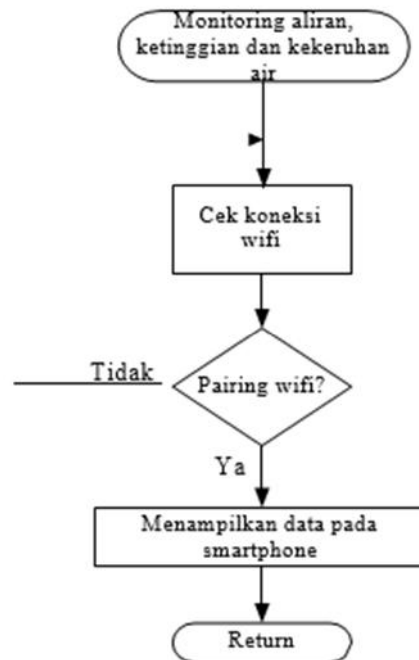 Monitoring aliran,
ketinggian dan kekeruhan
air
Cek koneksi
wifi
Tidak
Pairing wifi?
Ya
Menampilkan data pada
smartphone
Return